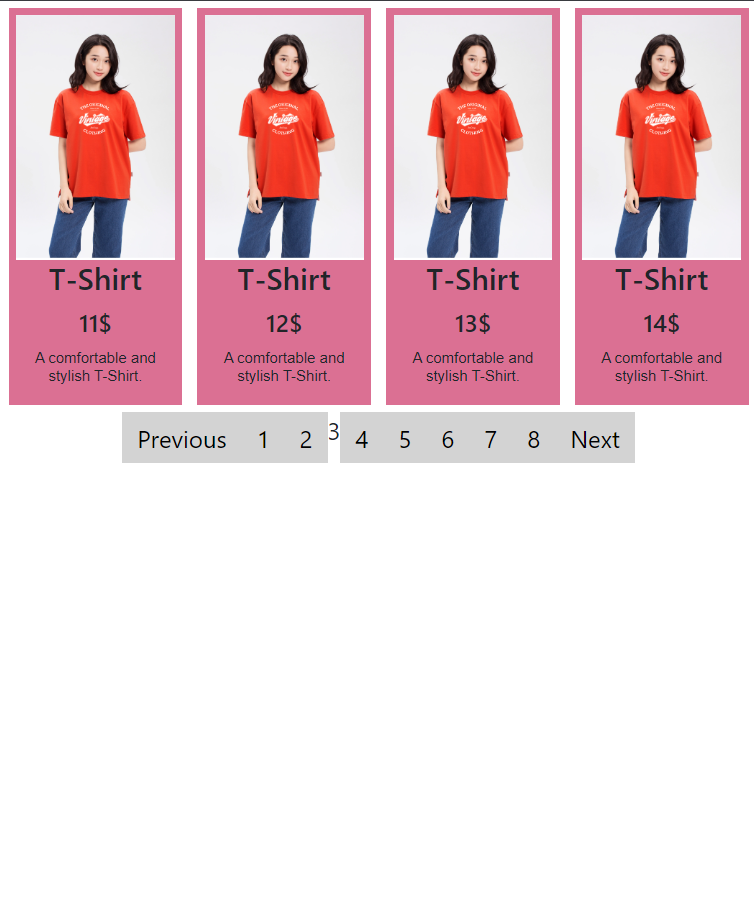 THE ORIGINAL
Vintage
CLOTHING
THE ORIGINAL
Vintage
CLOTHING
THE ORIGINAL
Vintage
CLOTHING
THE ORIGINAL
Vintage
CLOTHING
T-Shirt T-Shirt T-Shirt T-Shirt
11$ 12$ 13$ 14$
A comfortable and A comfortable and A comfortable and A comfortable and
stylish T-Shirt. stylish T-Shirt. stylish T-Shirt. stylish T-Shirt.
Previous 1 2 3 4 5 6 7 8 Next